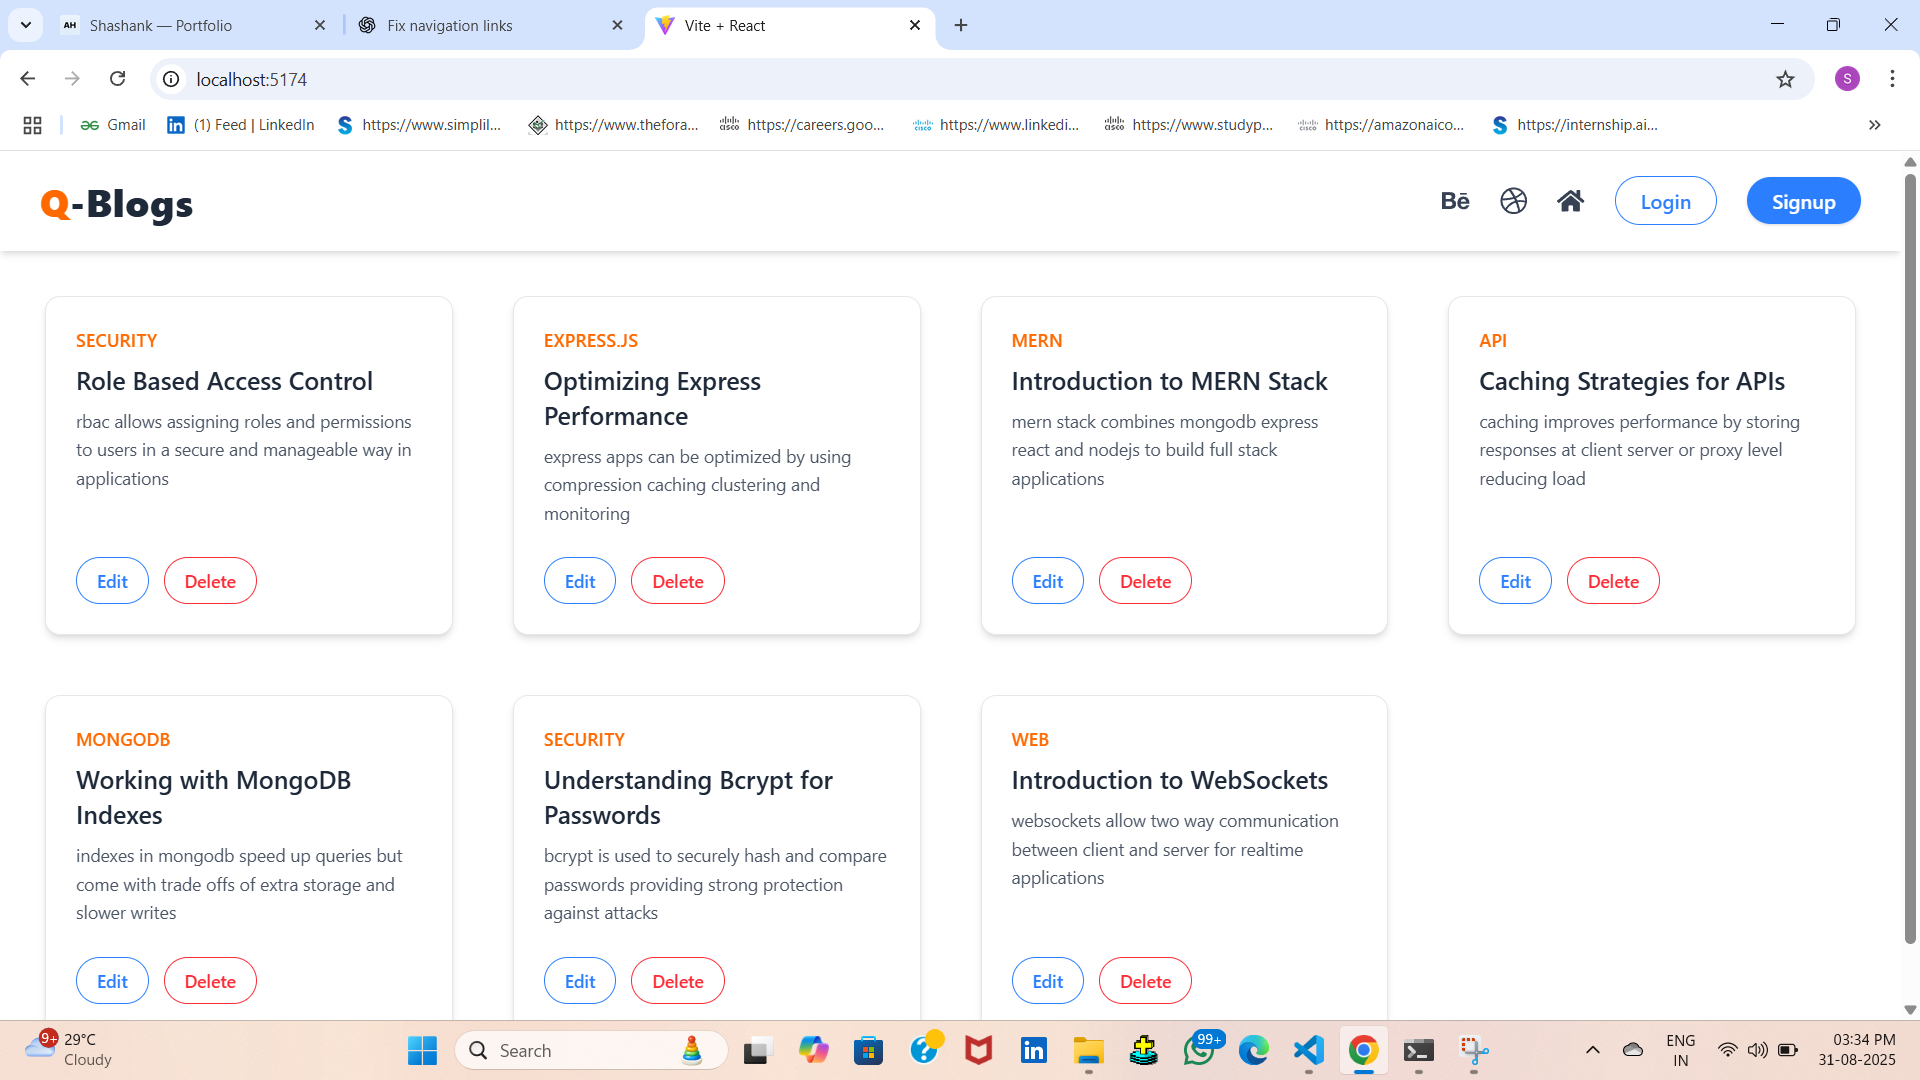 AH Shashank — Portfolio
Fix navigation links
Vite + React
localhost:5174
S
Gmail
(1) Feed | LinkedIn
https://www.simplil...
https://www.thefora...
https://careers.goo...
https://www.linkedi...
https://www.studyp...
https://amazonaico...
https://internship.ai...
Q-Blogs
Bē
Login
Signup
SECURITY
Role Based Access Control
rbac allows assigning roles and permissions
to users in a secure and manageable way in
applications
Edit
Delete
EXPRESS.JS
Optimizing Express
Performance
express apps can be optimized by using
compression caching clustering and
monitoring
Edit
Delete
MERN
Introduction to MERN Stack
mern stack combines mongodb express
react and nodejs to build full stack
applications
Edit
Delete
API
Caching Strategies for APIs
caching improves performance by storing
responses at client server or proxy level
reducing load
Edit
Delete
MONGODB
Working with MongoDB
Indexes
indexes in mongodb speed up queries but
come with trade offs of extra storage and
slower writes
Edit
Delete
SECURITY
Understanding Bcrypt for
Passwords
bcrypt is used to securely hash and compare
passwords providing strong protection
against attacks
Edit
Delete
WEB
Introduction to WebSockets
websockets allow two way communication
between client and server for realtime
applications
Edit
Delete
9+
29°C
Cloudy
Search
99+
ENG
IN
03:34 PM
31-08-2025